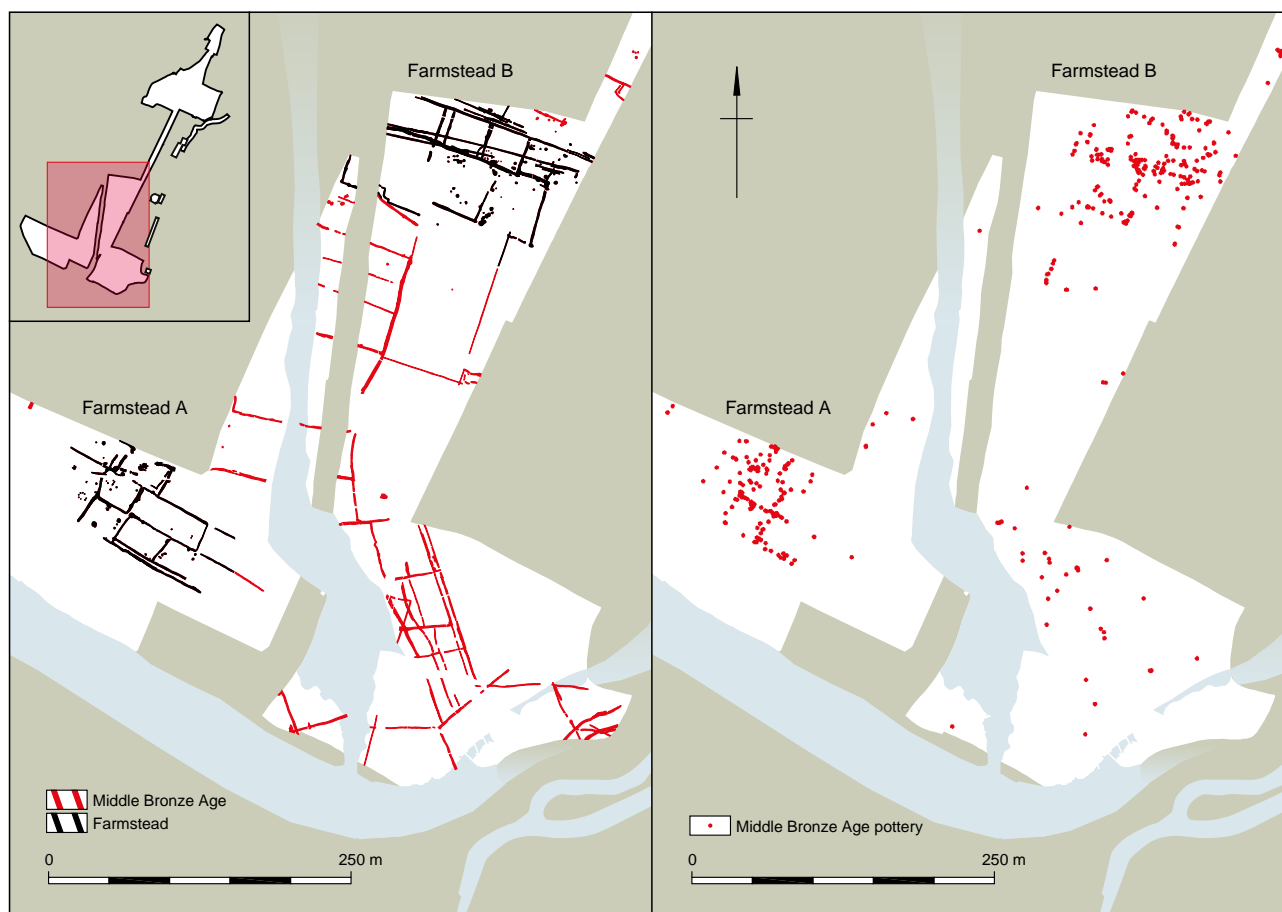 Farmstead B
Farmstead A
Middle Bronze Age
Farmstead
0 250 m
Farmstead B
Farmstead A
Middle Bronze Age pottery
0 250 m